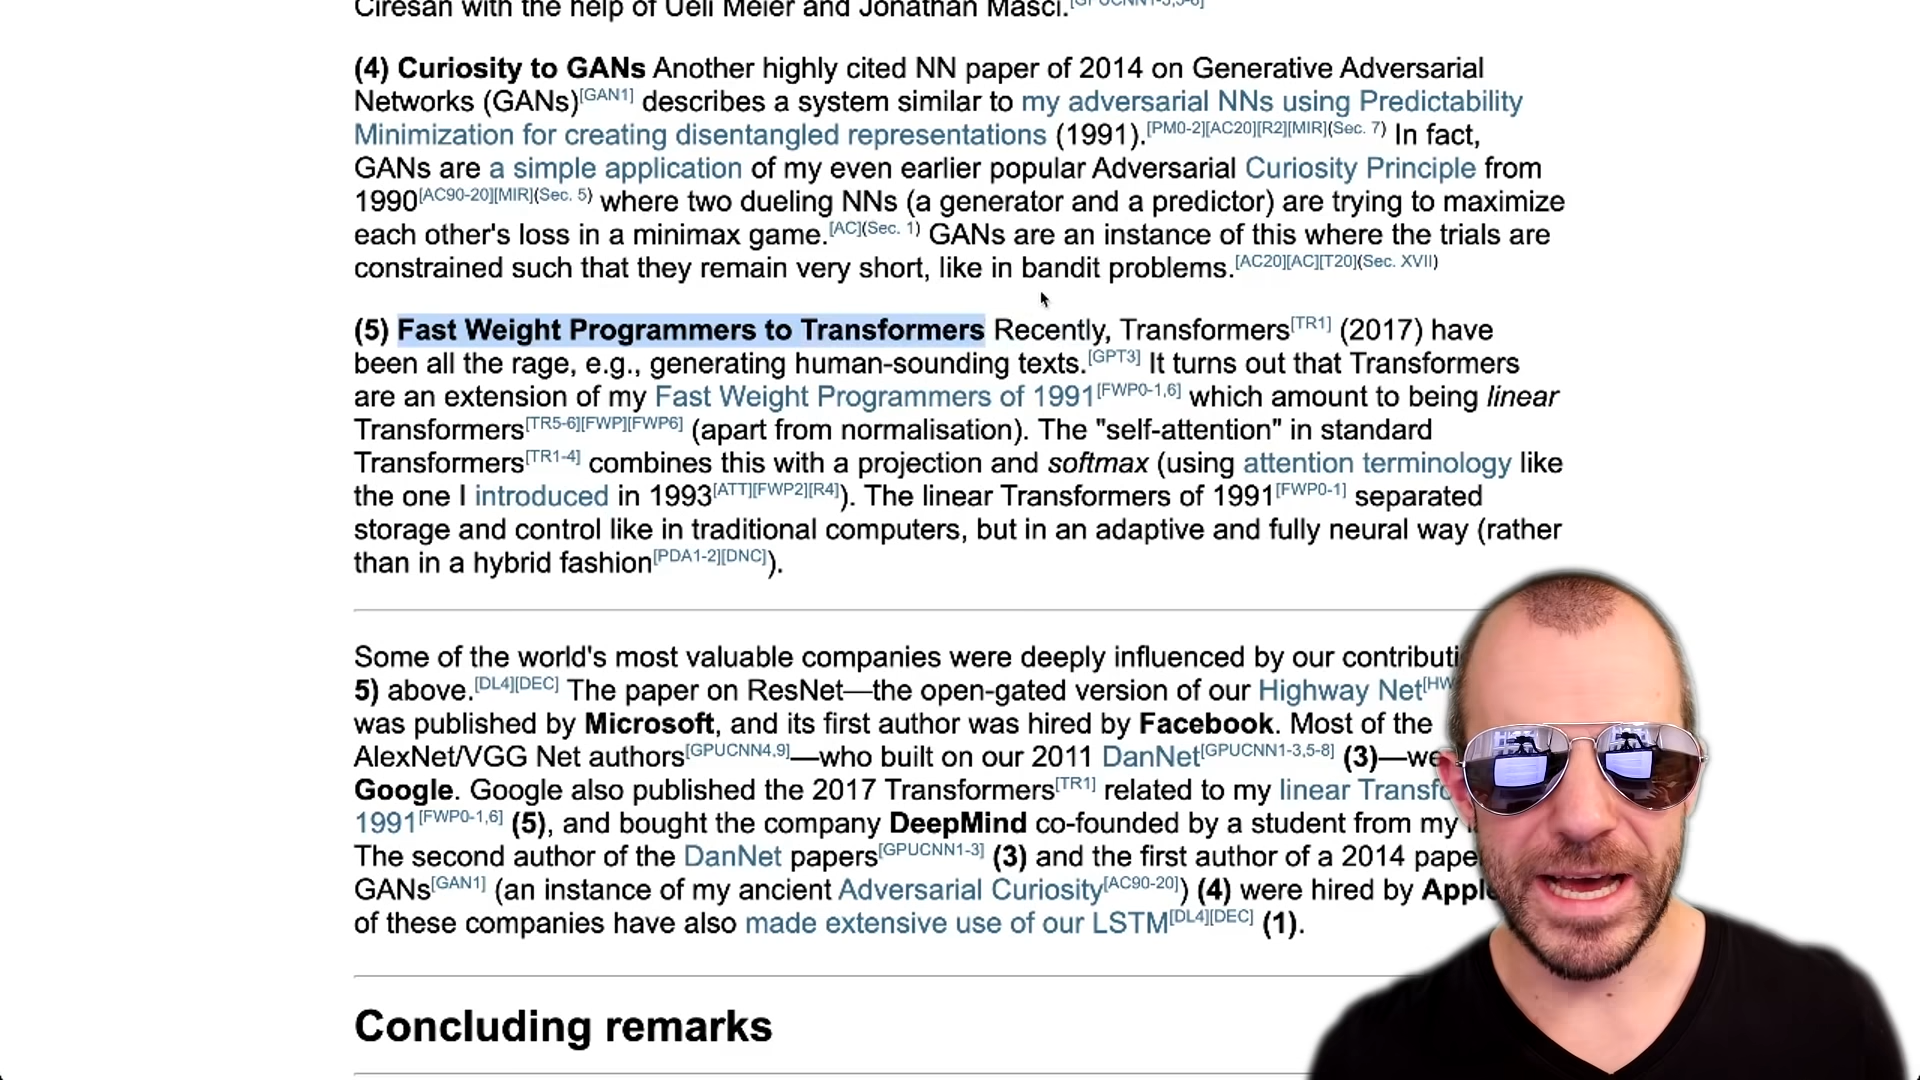 Ciresan with the help of Ueli Meier and Jonathan Masci.[GPUCNN1-3,5-8]
(4) Curiosity to GANs Another highly cited NN paper of 2014 on Generative Adversarial
Networks (GANs)[GAN1] describes a system similar to my adversarial NNs using Predictability
Minimization for creating disentangled representations (1991).[PM0-2][AC20][R2][MIR](Sec. 7) In fact,
GANs are a simple application of my even earlier popular Adversarial Curiosity Principle from
1990[AC90-20][MIR](Sec. 5) where two dueling NNs (a generator and a predictor) are trying to maximize
each other's loss in a minimax game.[AC](Sec. 1) GANs are an instance of this where the trials are
constrained such that they remain very short, like in bandit problems.[AC20][AC][T20](Sec. XVII)
(5) Fast Weight Programmers to Transformers Recently, Transformers[TR1] (2017) have
been all the rage, e.g., generating human-sounding texts.[GPT3] It turns out that Transformers
are an extension of my Fast Weight Programmers of 1991[FWP0-1,6] which amount to being linear
Transformers[TR5-6][FWP][FWP6] (apart from normalisation). The "self-attention" in standard
Transformers[TR1-4] combines this with a projection and softmax (using attention terminology like
the one I introduced in 1993[ATT][FWP2][R4]). The linear Transformers of 1991[FWP0-1] separated
storage and control like in traditional computers, but in an adaptive and fully neural way (rather
than in a hybrid fashion[PDA1-2][DNC]).
Some of the world's most valuable companies were deeply influenced by our contributi
5) above.[DL4][DEC] The paper on ResNet—the open-gated version of our Highway Net[HW
was published by Microsoft, and its first author was hired by Facebook. Most of the
AlexNet/VGG Net authors[GPUCNN4,9]—who built on our 2011 DanNet[GPUCNN1-3,5-8] (3)—we
Google. Google also published the 2017 Transformers[TR1] related to my linear Transfo
1991[FWP0-1,6] (5), and bought the company DeepMind co-founded by a student from my
The second author of the DanNet papers[GPUCNN1-3] (3) and the first author of a 2014 pape
GANs[GAN1] (an instance of my ancient Adversarial Curiosity[AC90-20]) (4) were hired by Apple
of these companies have also made extensive use of our LSTM[DL4][DEC] (1).
Concluding remarks